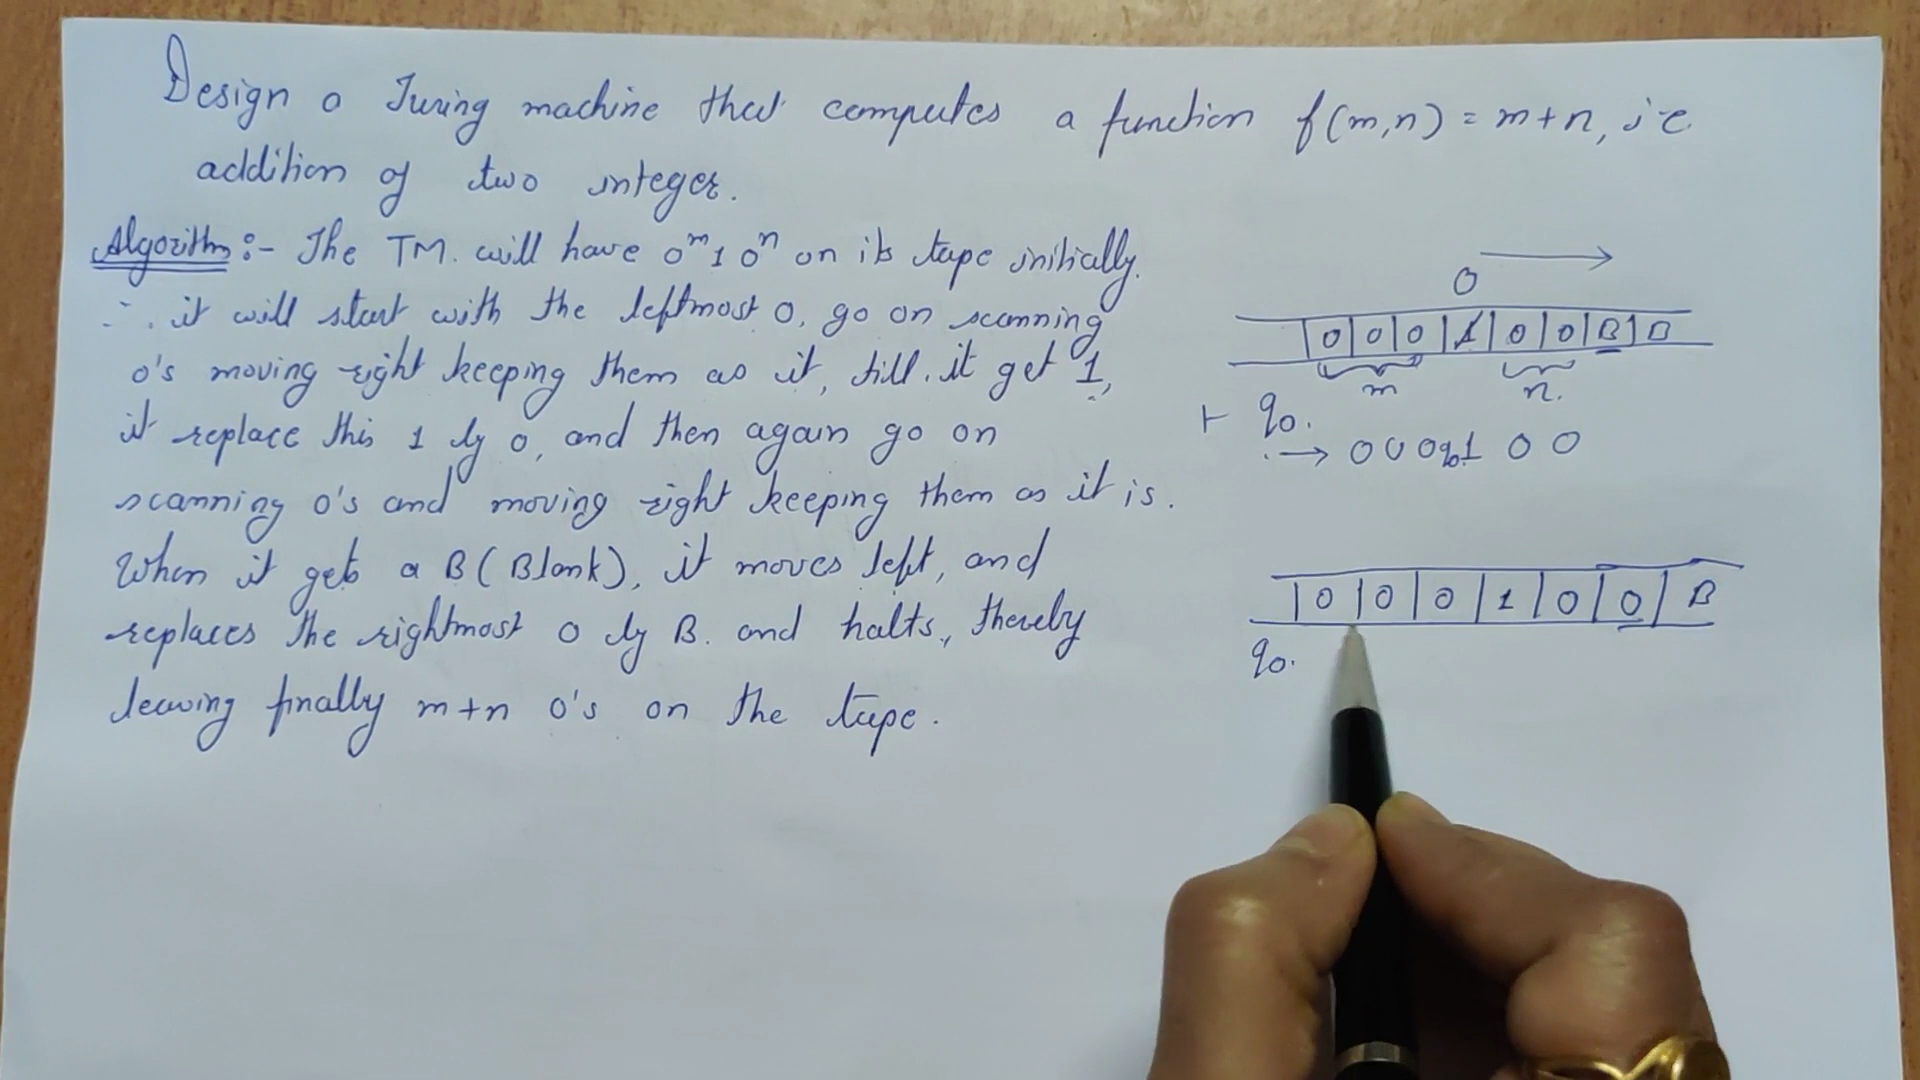 Design a Turing machine that computes a function f(m,n) = m+n, i.e
addition of two integer.
Algorithm :- The TM. will have 0ᵐ10ⁿ on its tape initially.
∴ it will start with the leftmost 0, go on scanning
0's moving right keeping them as it, till. it get 1,
it replace this 1 by 0, and then again go on
scanning 0's and moving right keeping them as it is.
When it gets a B (Blank), it moves left, and
replaces the rightmost 0 by B. and halts, thereby
leaving finally m+n 0's on the tape.
0 →
0 0 0 1 0 0 B B
m n.
⊢ q0.
→ 0 0 0 q0 1 0 0
0 0 0 1 0 0 B
q0.